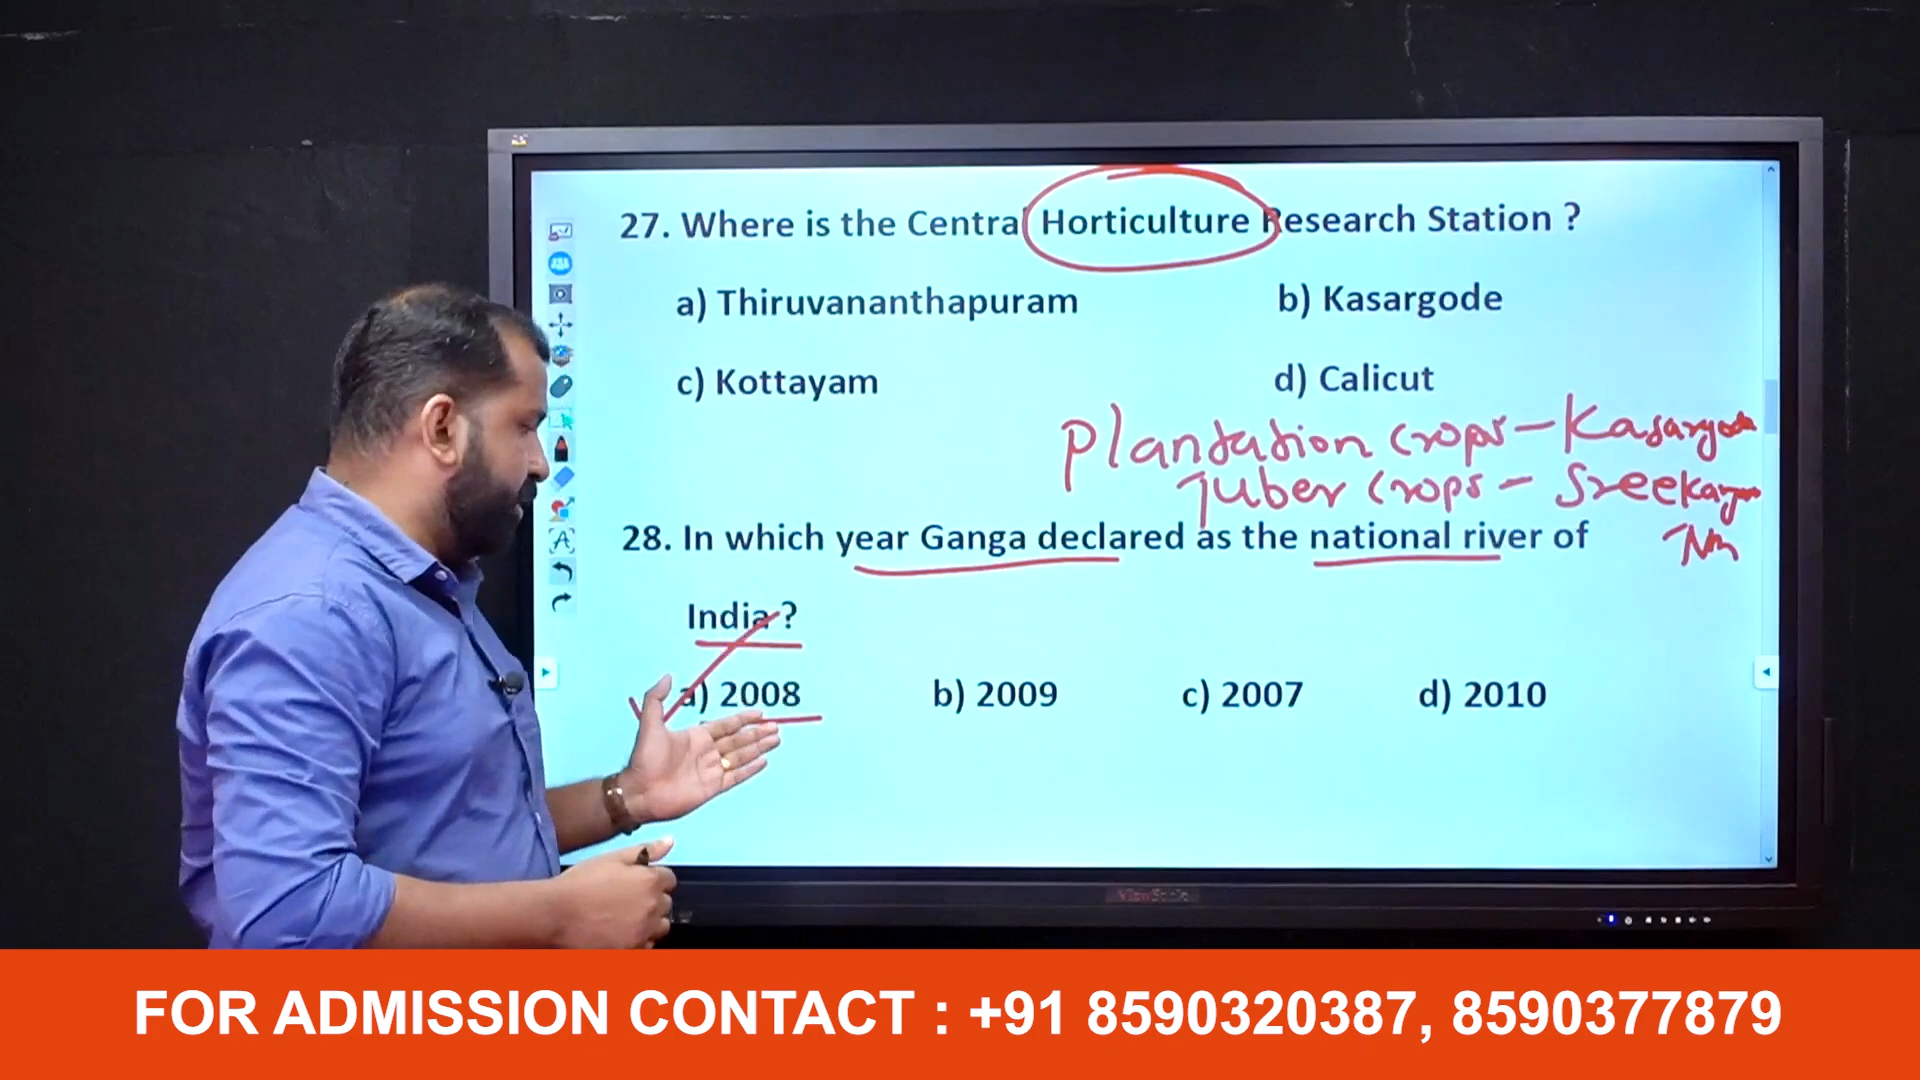 27. Where is the Central Horticulture Research Station ?
a) Thiruvananthapuram b) Kasargode
c) Kottayam d) Calicut
Plantation Crops - Kasargode
Tuber Crops -
28. In which year Ganga declared as the national river of
India ?
a) 2008 b) 2009 c) 2007 d) 2010
ViewSonic
FOR ADMISSION CONTACT : +91 8590320387, 8590377879